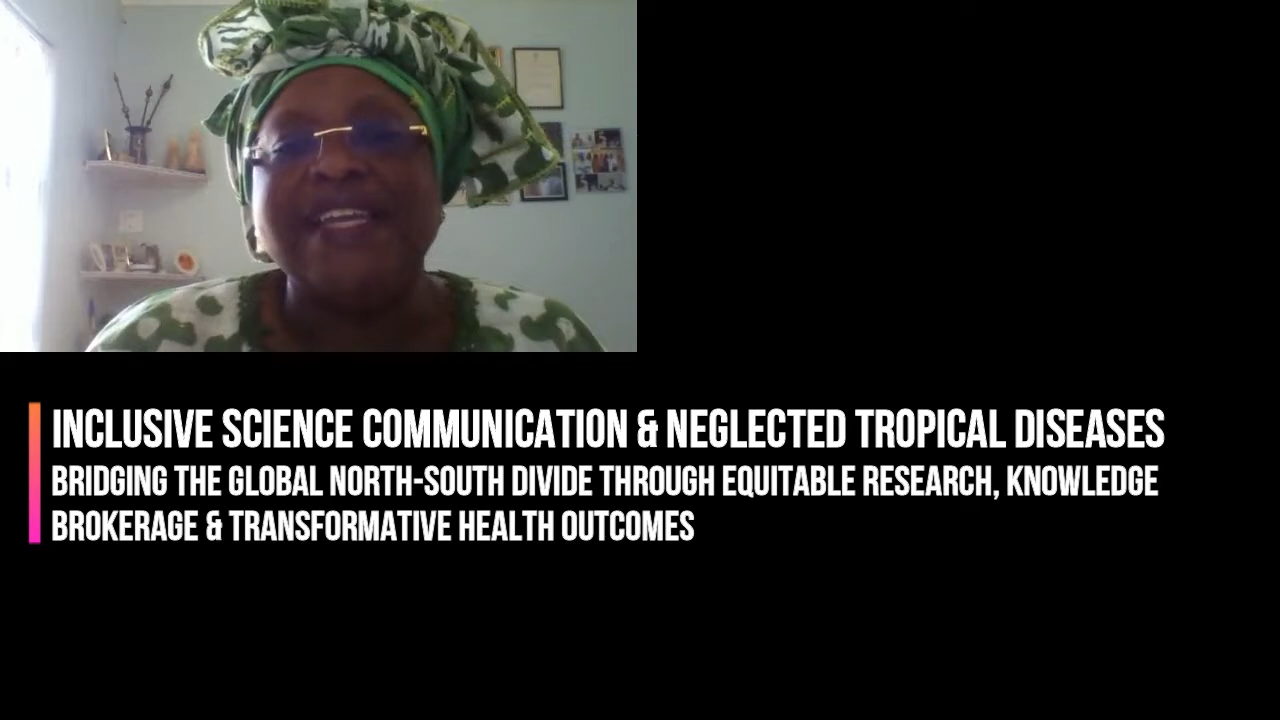 INCLUSIVE SCIENCE COMMUNICATION & NEGLECTED TROPICAL DISEASES
BRIDGING THE GLOBAL NORTH-SOUTH DIVIDE THROUGH EQUITABLE RESEARCH, KNOWLEDGE
BROKERAGE & TRANSFORMATIVE HEALTH OUTCOMES